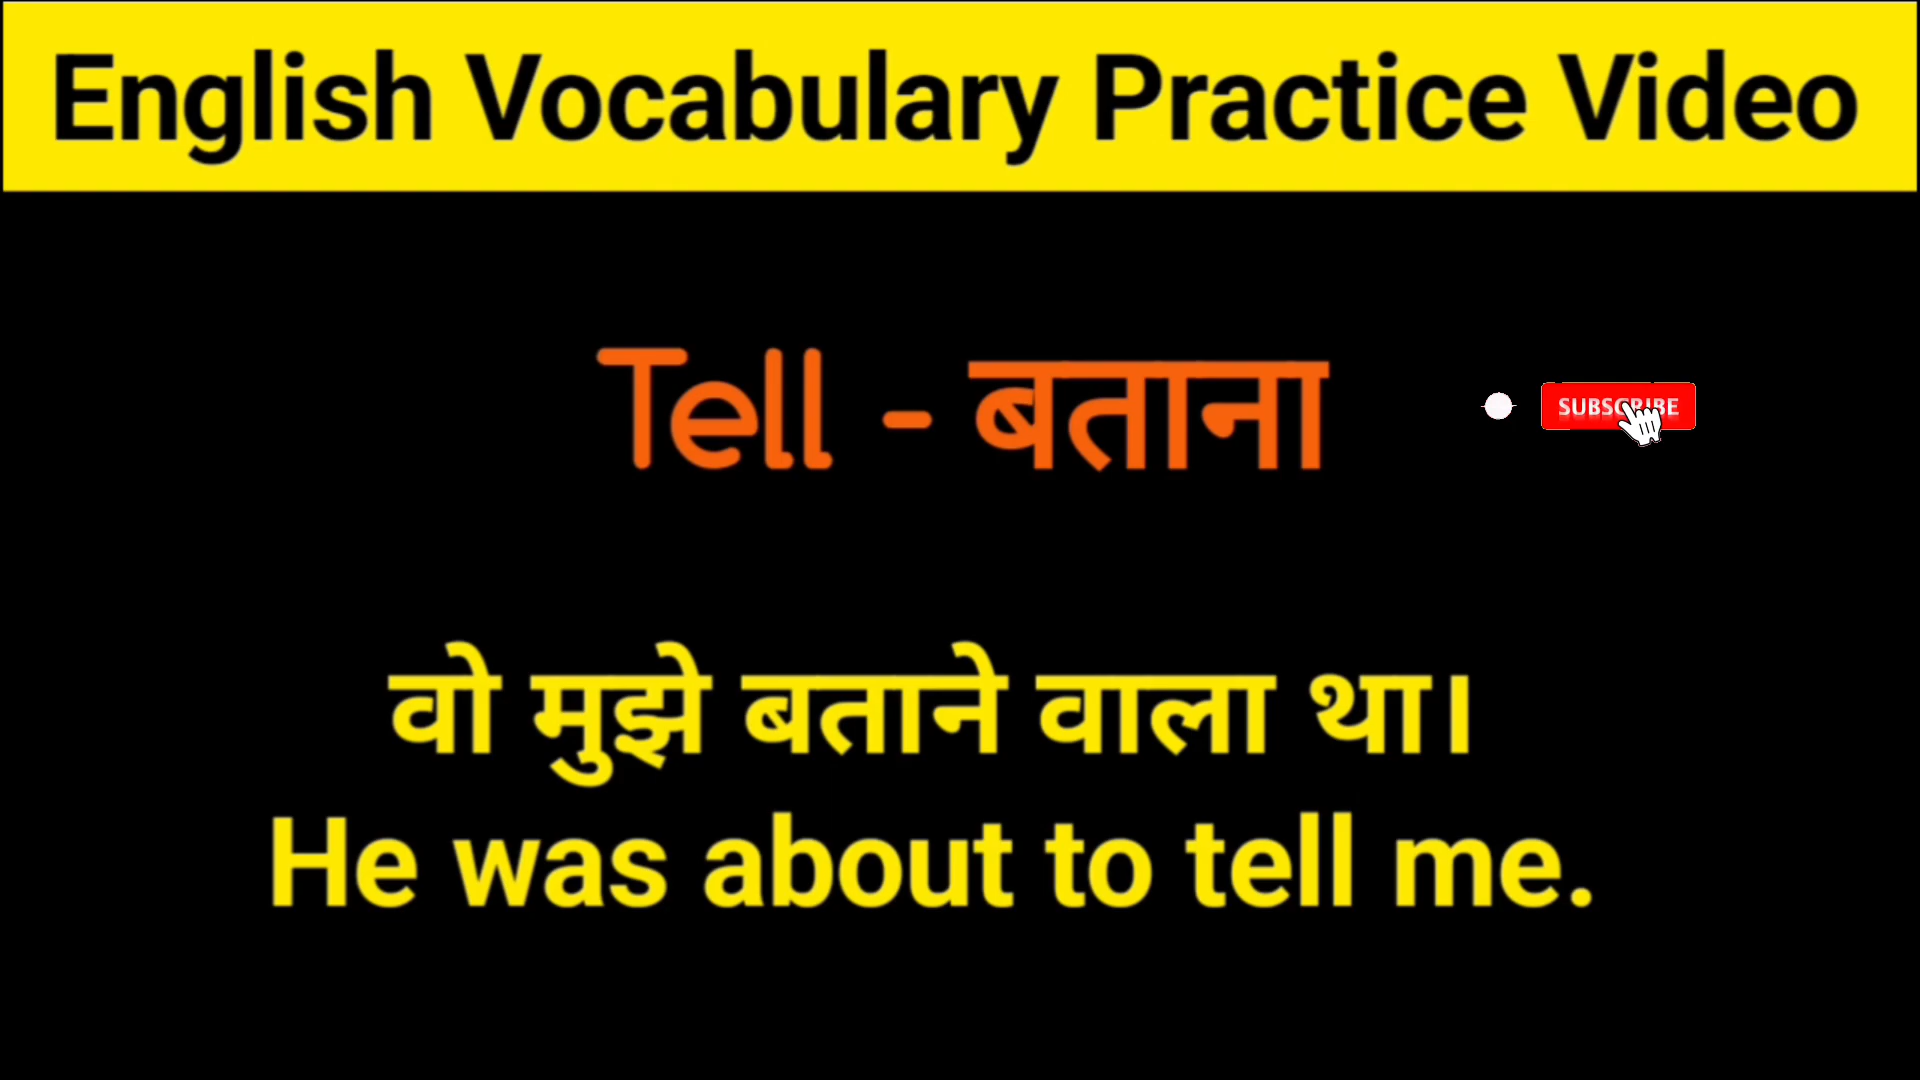 English Vocabulary Practice Video
Tell - बताना
SUBSCRIBE
वो मुझे बताने वाला था।
He was about to tell me.